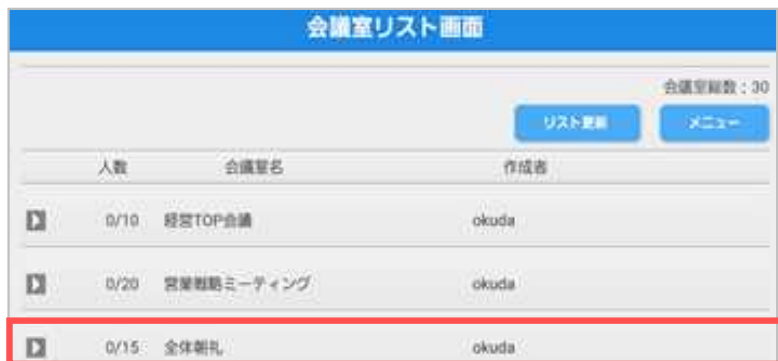 会議室リスト画面
会議室総数：30
リスト更新 メニュー
人数 会議室名 作成者
0/10 経営TOP会議 okuda
0/20 営業戦略ミーティング okuda
0/15 全体朝礼 okuda